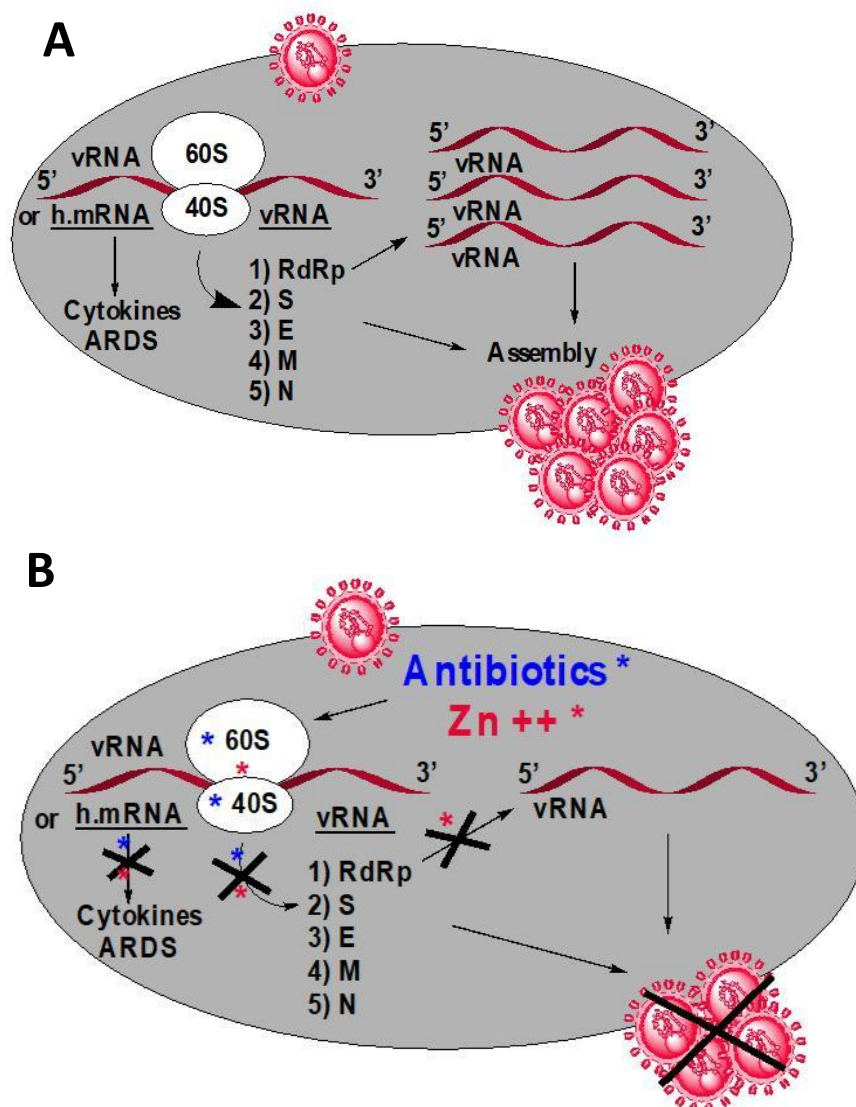 A
vRNA
60S
5’
3’
40S
or h.mRNA
vRNA
Cytokines
ARDS
1) RdRp
2) S
3) E
4) M
5) N
5’
3’
vRNA
5’
3’
vRNA
5’
3’
vRNA
Assembly
B
Antibiotics *
Zn ++ *
vRNA
* 60S
*
5’
3’
* 40S
or h.mRNA
vRNA
*
*
Cytokines
ARDS
*
*
*
1) RdRp
2) S
3) E
4) M
5) N
5’
3’
vRNA